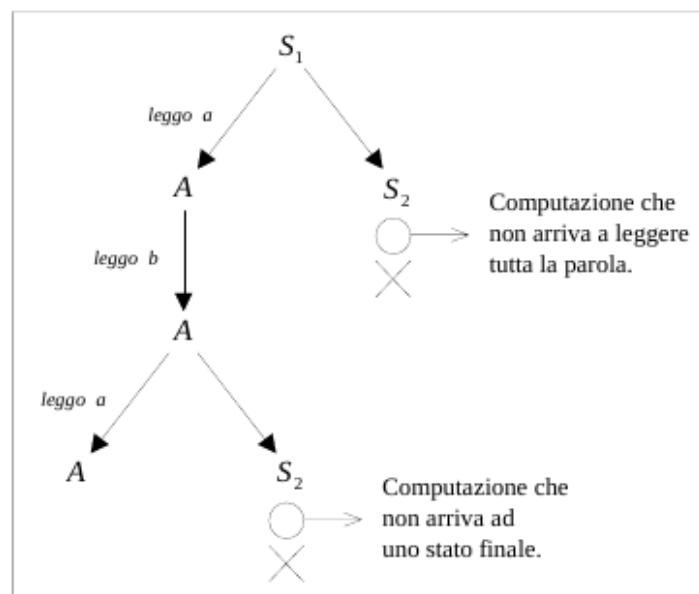 S1
leggo a
A
S2
Computazione che
non arriva a leggere
tutta la parola.
leggo b
A
leggo a
A
S2
Computazione che
non arriva ad
uno stato finale.